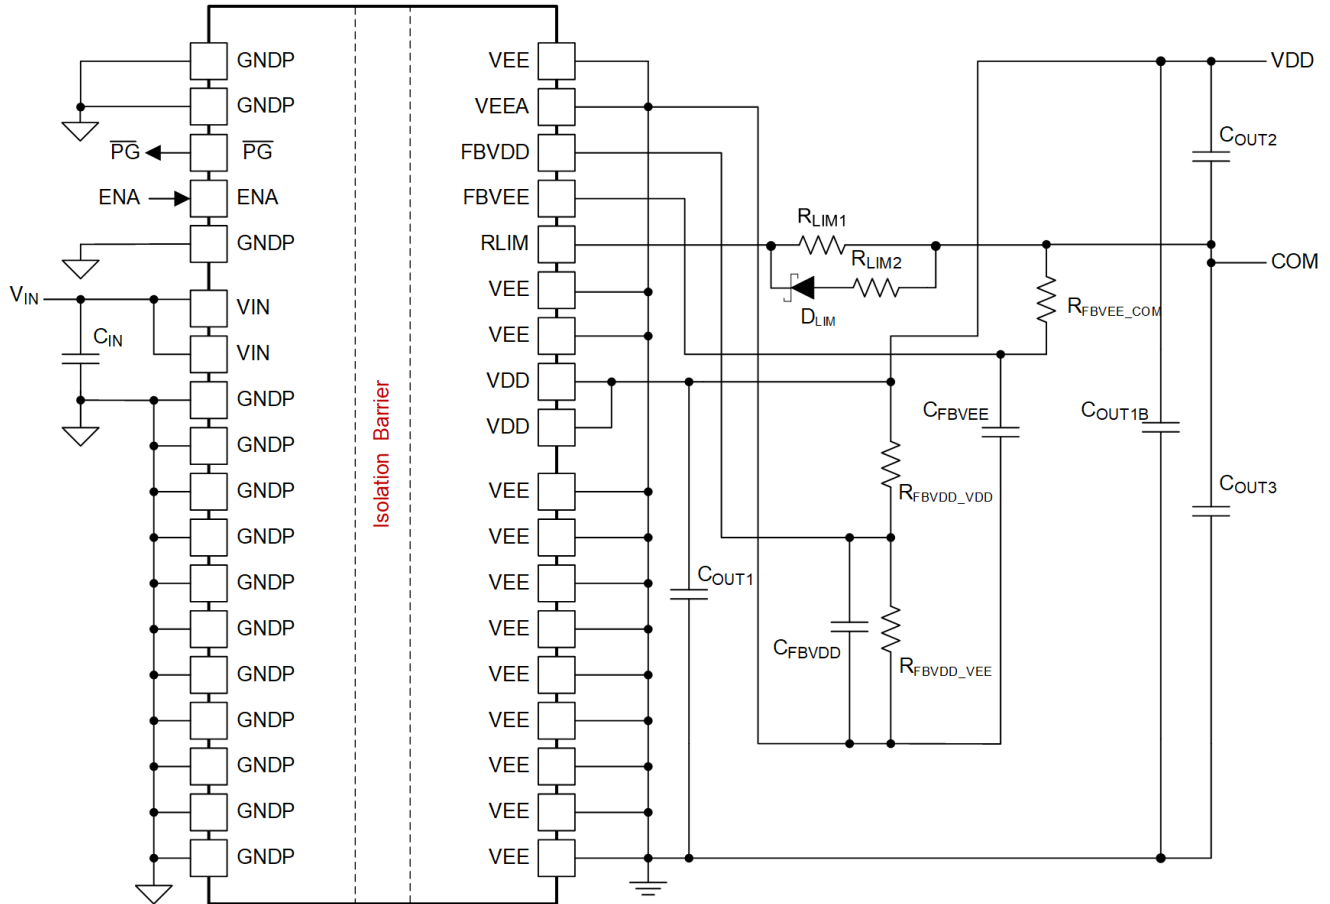 GNDP
VEE
VDD
GNDP
VEEA
COUT2
PG
PG
FBVDD
ENA
ENA
FBVEE
RLIM1
GNDP
RLIM
RLIM2
COM
VIN
VIN
VEE
DLIM
RFBVEE_COM
CIN
VIN
VEE
GNDP
VDD
CFBVEE
COUT1B
GNDP
VDD
Isolation Barrier
GNDP
VEE
RFBVDD_VDD
COUT3
GNDP
VEE
GNDP
VEE
COUT1
GNDP
VEE
CFBVDD
RFBVDD_VEE
GNDP
VEE
GNDP
VEE
GNDP
VEE
GNDP
VEE
GNDP
VEE